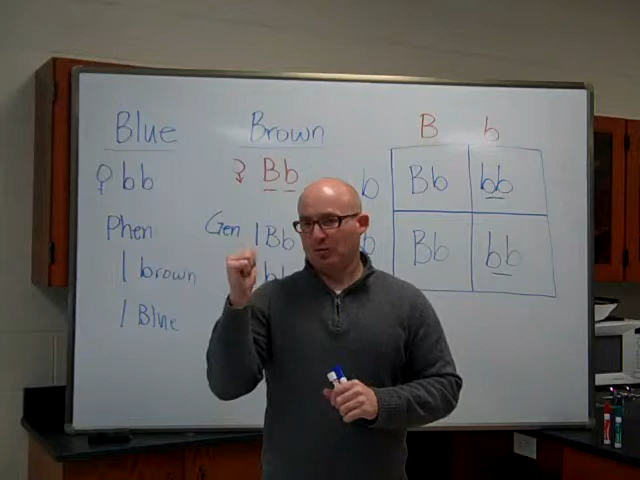 Blue Brown
♀ bb ♀ Bb
Phen Gen 1 Bb
1 brown
1 Blue
B b
b Bb bb
b Bb bb